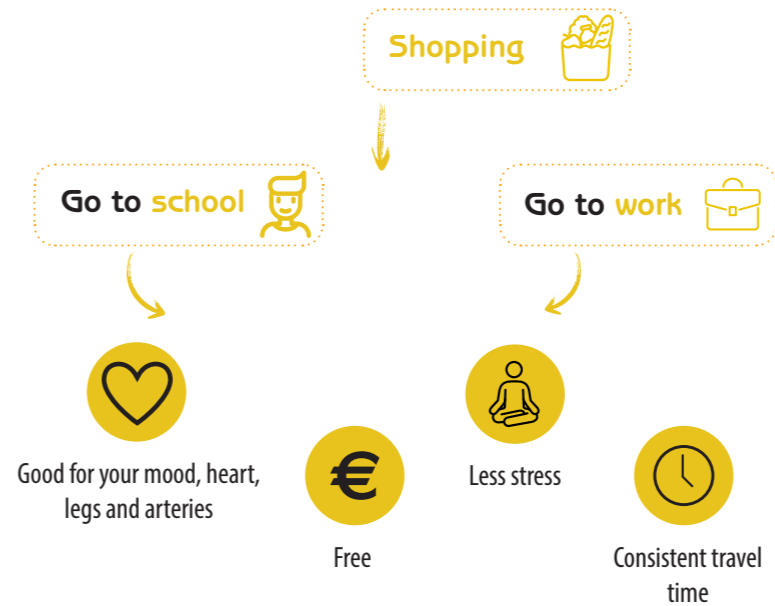 Shopping
Go to school
Go to work
Good for your mood, heart,
legs and arteries
€
Free
Less stress
Consistent travel
time